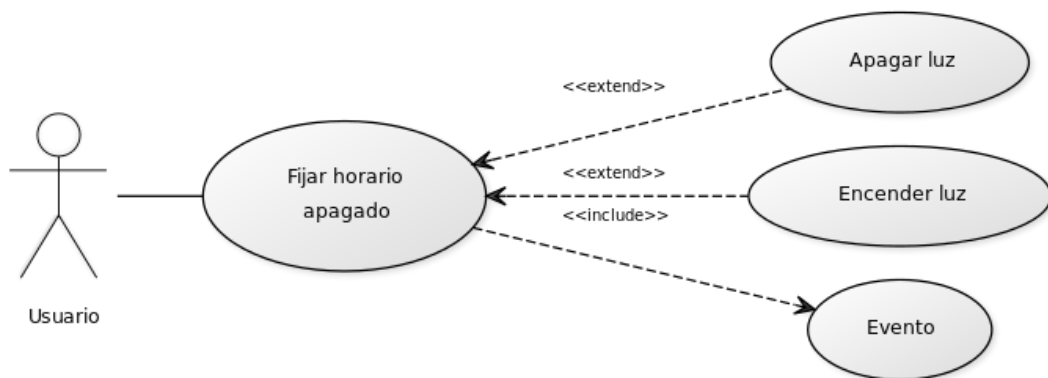 Apagar luz
<<extend>>
Fijar horario
apagado
<<extend>>
Encender luz
<<include>>
Usuario
Evento